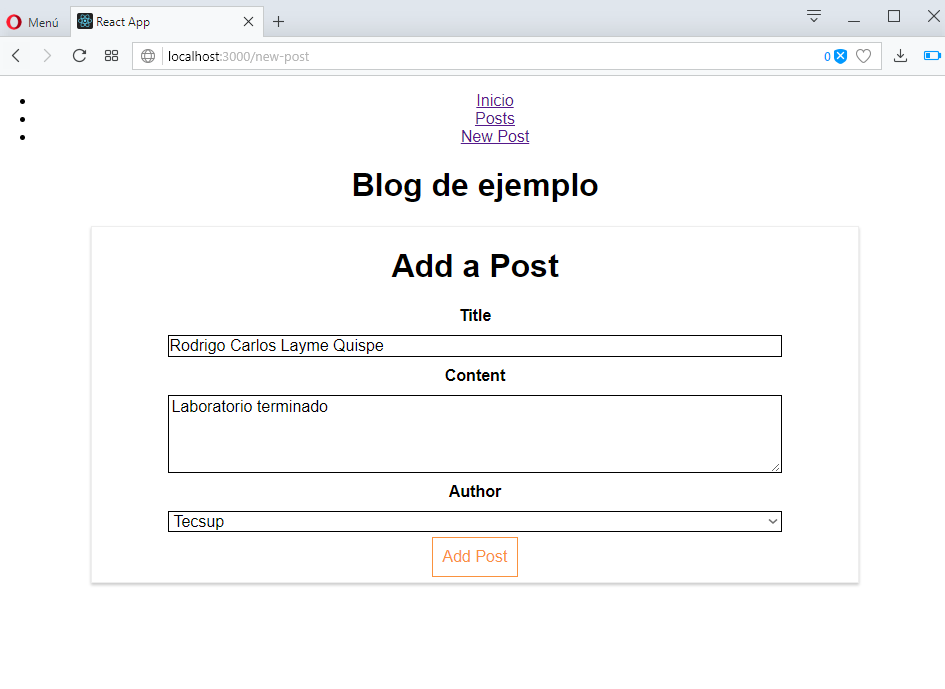 Menú
React App
localhost:3000/new-post
0
Inicio
Posts
New Post
Blog de ejemplo
Add a Post
Title
Rodrigo Carlos Layme Quispe
Content
Laboratorio terminado
Author
Tecsup
Add Post